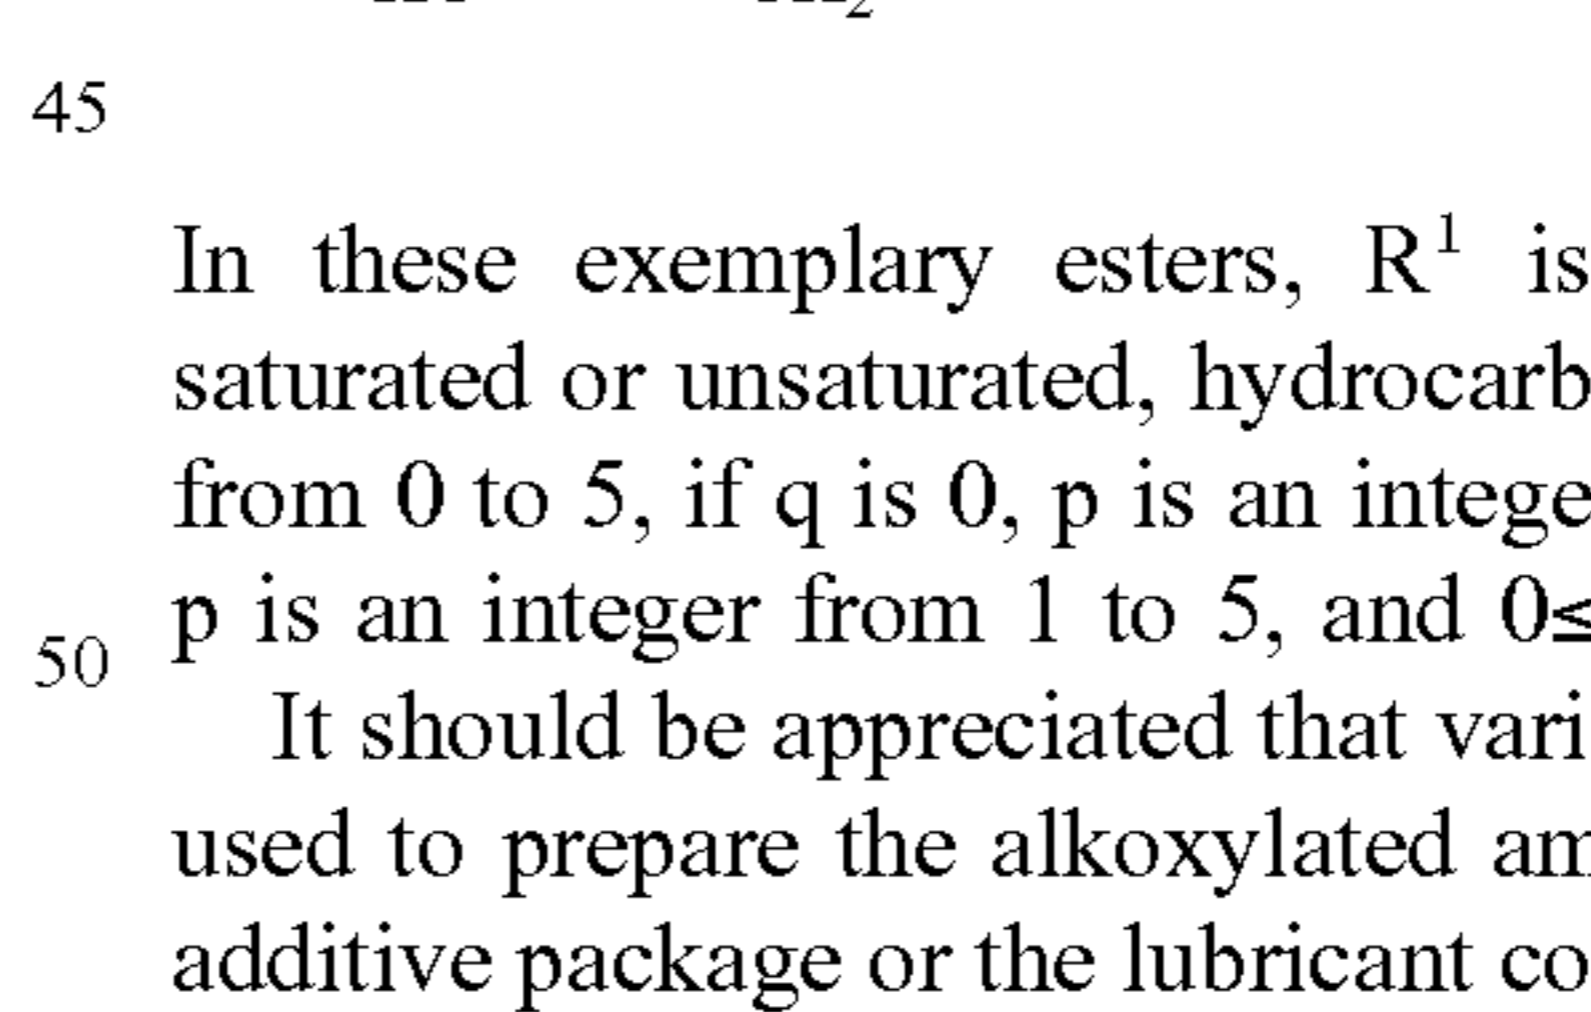 45
In these exemplary esters, R¹ is
saturated or unsaturated, hydrocarb
from 0 to 5, if q is 0, p is an intege
p is an integer from 1 to 5, and 0≤
50
It should be appreciated that vari
used to prepare the alkoxylated am
additive package or the lubricant co